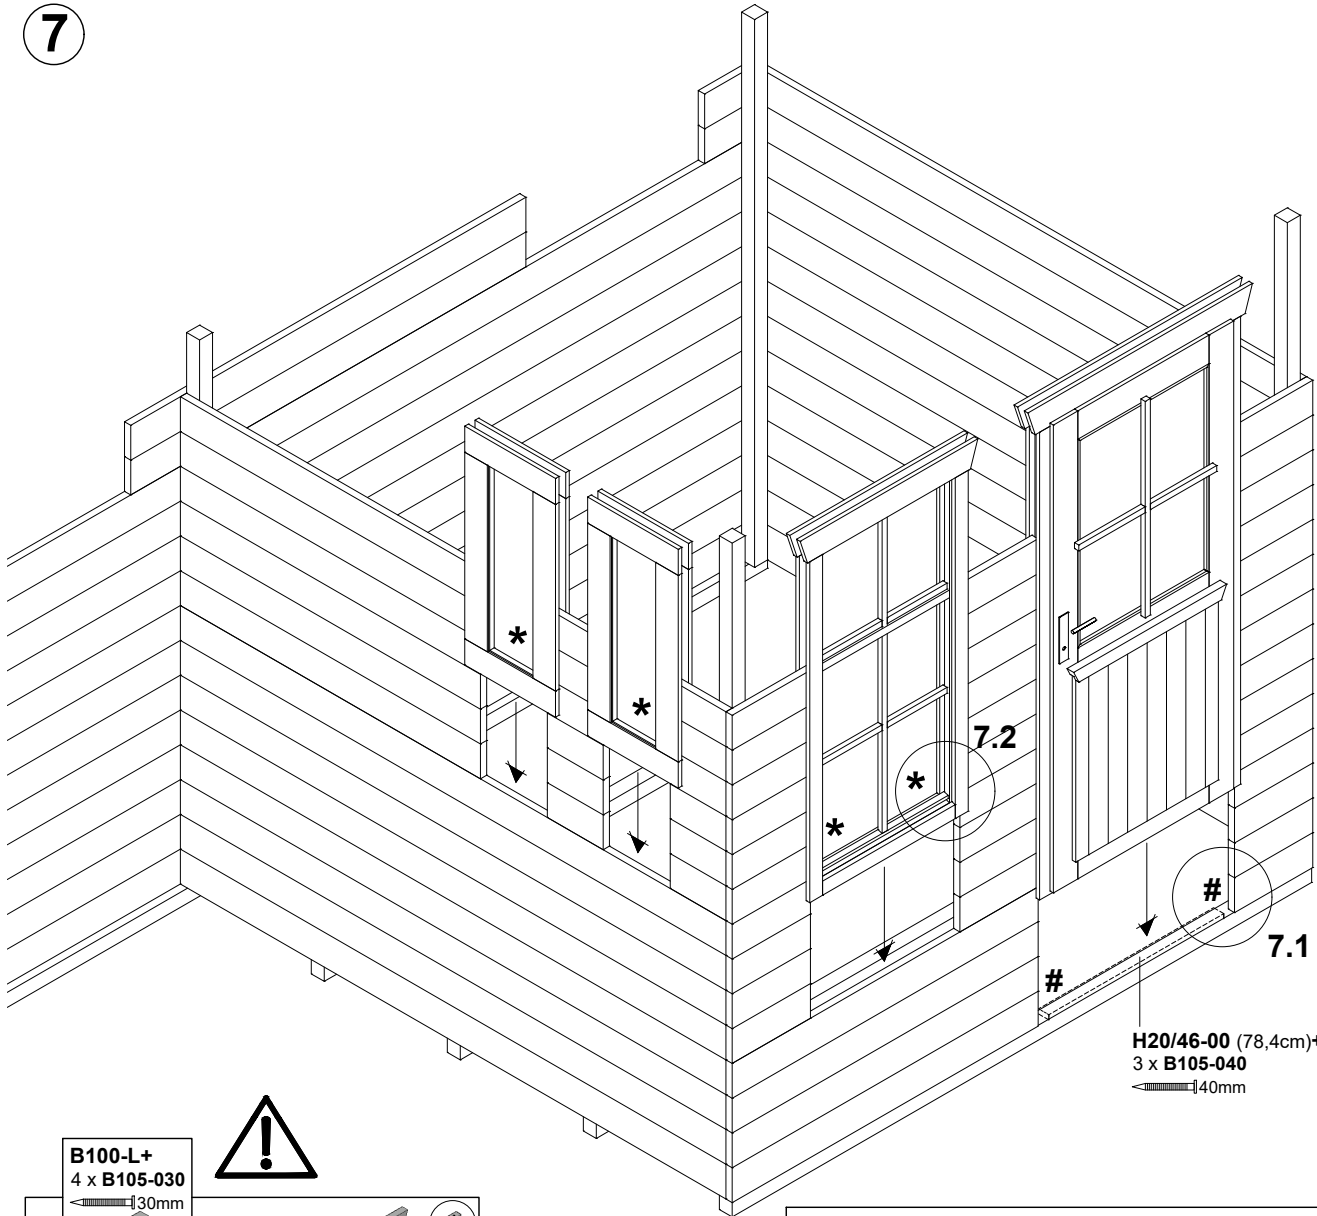 7
*
*
7.2
*
*
#
7.1
#
H20/46-00 (78,4cm)+
3 x B105-040
40mm
B100-L+
4 x B105-030
30mm
!